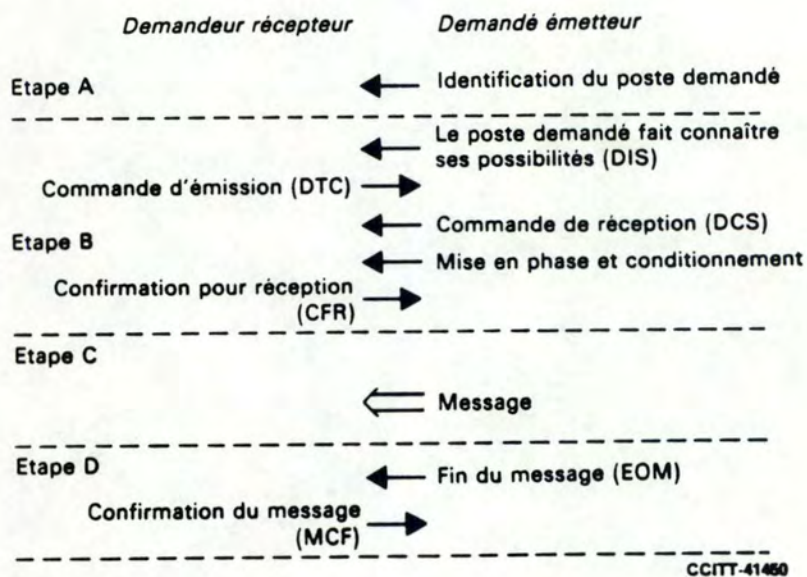 Demandeur récepteur Demandé émetteur
Etape A Identification du poste demandé
Le poste demandé fait connaître
ses possibilités (DIS)
Commande d'émission (DTC)
Commande de réception (DCS)
Etape B
Mise en phase et conditionnement
Confirmation pour réception
(CFR)
Etape C
Message
Etape D
Fin du message (EOM)
Confirmation du message
(MCF)
CCITT-41460